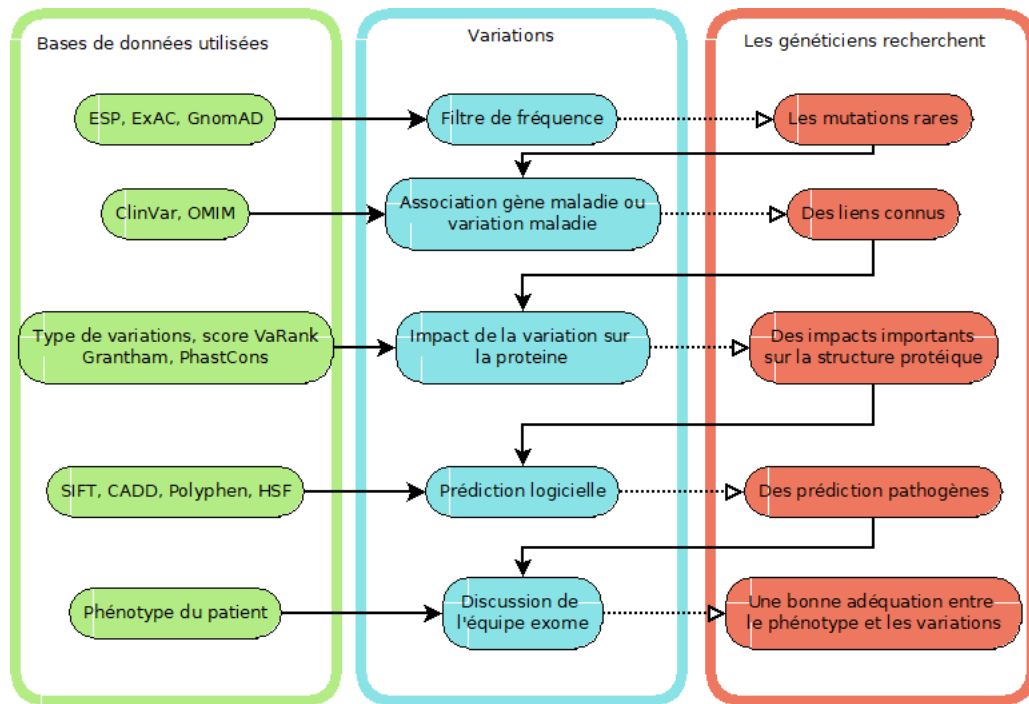 Bases de données utilisées
Variations
Les généticiens recherchent
ESP, ExAC, GnomAD
Filtre de fréquence
Les mutations rares
ClinVar, OMIM
Association gène maladie ou
variation maladie
Des liens connus
Type de variations, score VaRank
Grantham, PhastCons
Impact de la variation sur
la proteine
Des impacts importants
sur la structure protéique
SIFT, CADD, Polyphen, HSF
Prédiction logicielle
Des prédiction pathogènes
Phénotype du patient
Discussion de
l'équipe exome
Une bonne adéquation entre
le phénotype et les variations